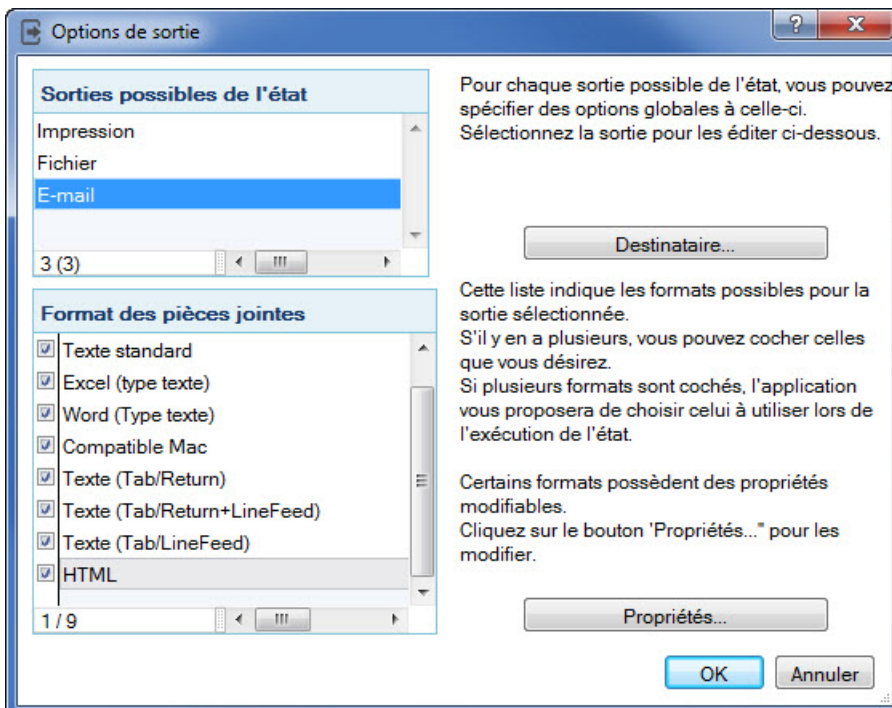 Options de sortie
Sorties possibles de l'état
Impression
Fichier
E-mail
3 (3)
Pour chaque sortie possible de l'état, vous pouvez
spécifier des options globales à celle-ci.
Sélectionnez la sortie pour les éditer ci-dessous.
Destinataire...
Format des pièces jointes
Texte standard
Excel (type texte)
Word (Type texte)
Compatible Mac
Texte (Tab/Return)
Texte (Tab/Return+LineFeed)
Texte (Tab/LineFeed)
HTML
1 / 9
Cette liste indique les formats possibles pour la
sortie sélectionnée.
S'il y en a plusieurs, vous pouvez cocher celles
que vous désirez.
Si plusieurs formats sont cochés, l'application
vous proposera de choisir celui à utiliser lors de
l'exécution de l'état.
Certains formats possèdent des propriétés
modifiables.
Cliquez sur le bouton 'Propriétés..." pour les
modifier.
Propriétés...
OK
Annuler